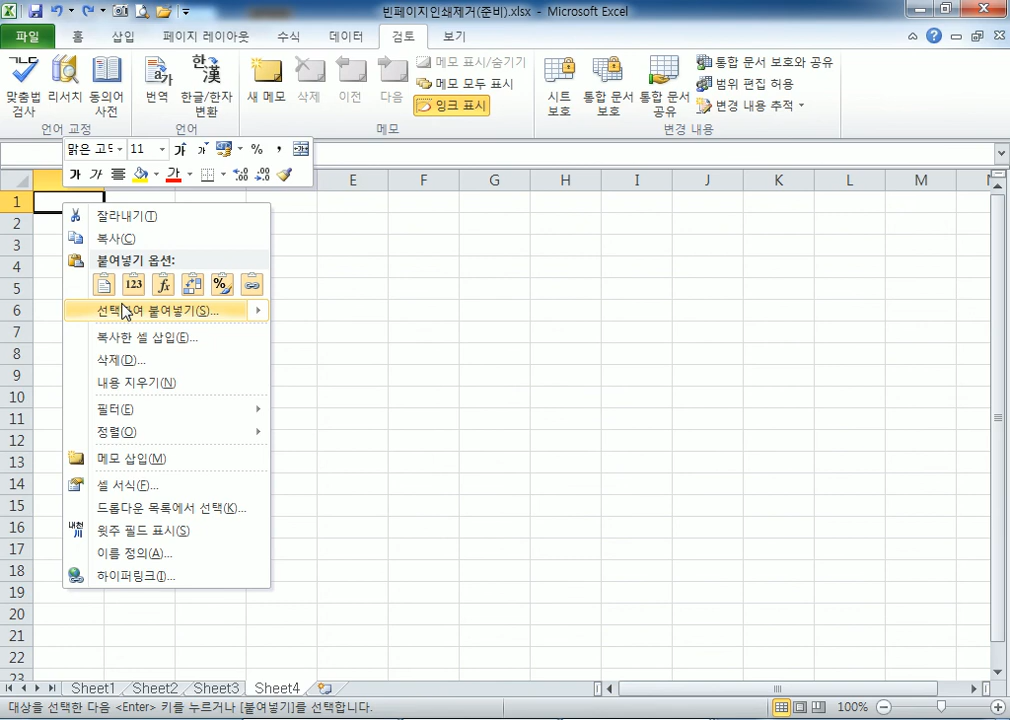 빈페이지인쇄제거(준비).xlsx - Microsoft Excel
파일 홈 삽입 페이지 레이아웃 수식 데이터 검토 보기
맞춤법 검사
리서치
동의어 사전
언어 교정
번역
한글/한자 변환
언어
새 메모
삭제
이전
다음
메모 표시/숨기기
메모 모두 표시
잉크 표시
메모
시트 보호
통합 문서 보호
통합 문서 공유
통합 문서 보호와 공유
범위 편집 허용
변경 내용 추적
변경 내용
맑은 고딕 11 가 가 % ,
가 가 가
E F G H I J K L M
1
2
3
4
5
6
7
8
9
10
11
12
13
14
15
16
17
18
19
20
21
22
23
잘라내기(T)
복사(C)
붙여넣기 옵션:
123 fx %
선택하여 붙여넣기(S)...
복사한 셀 삽입(E)...
삭제(D)...
내용 지우기(N)
필터(E)
정렬(O)
메모 삽입(M)
셀 서식(F)...
드롭다운 목록에서 선택(K)...
윗주 필드 표시(S)
이름 정의(A)...
하이퍼링크(I)...
Sheet1 Sheet2 Sheet3 Sheet4
대상을 선택한 다음 <Enter> 키를 누르거나 [붙여넣기]를 선택합니다.
100%